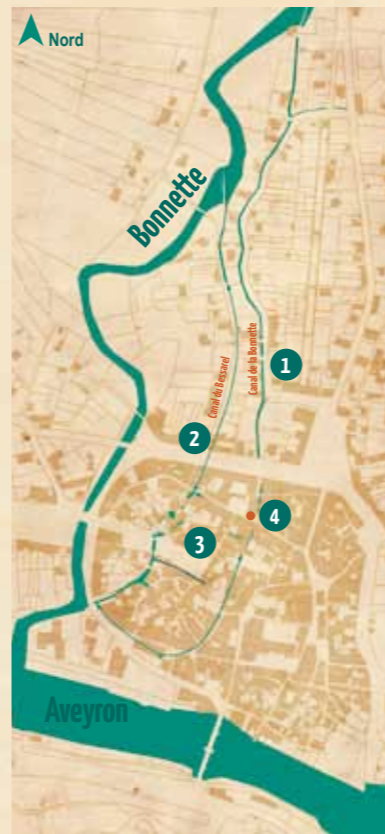 Nord
Bonnette
Canal de la Bonnette
1
Canal du Bessarel
2
4
3
Aveyron